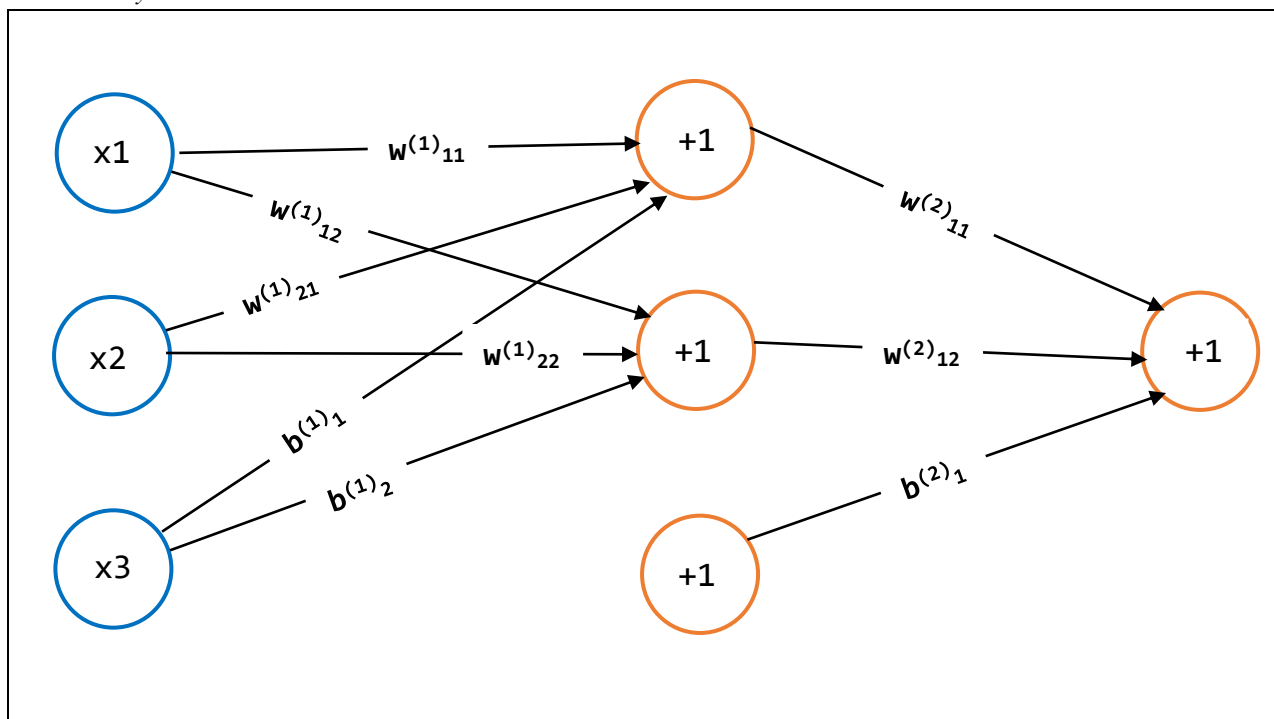 x1
w(1)11
+1
w(1)12
w(2)11
w(1)21
x2
w(1)22
+1
w(2)12
+1
b(1)1
b(1)2
b(2)1
x3
+1